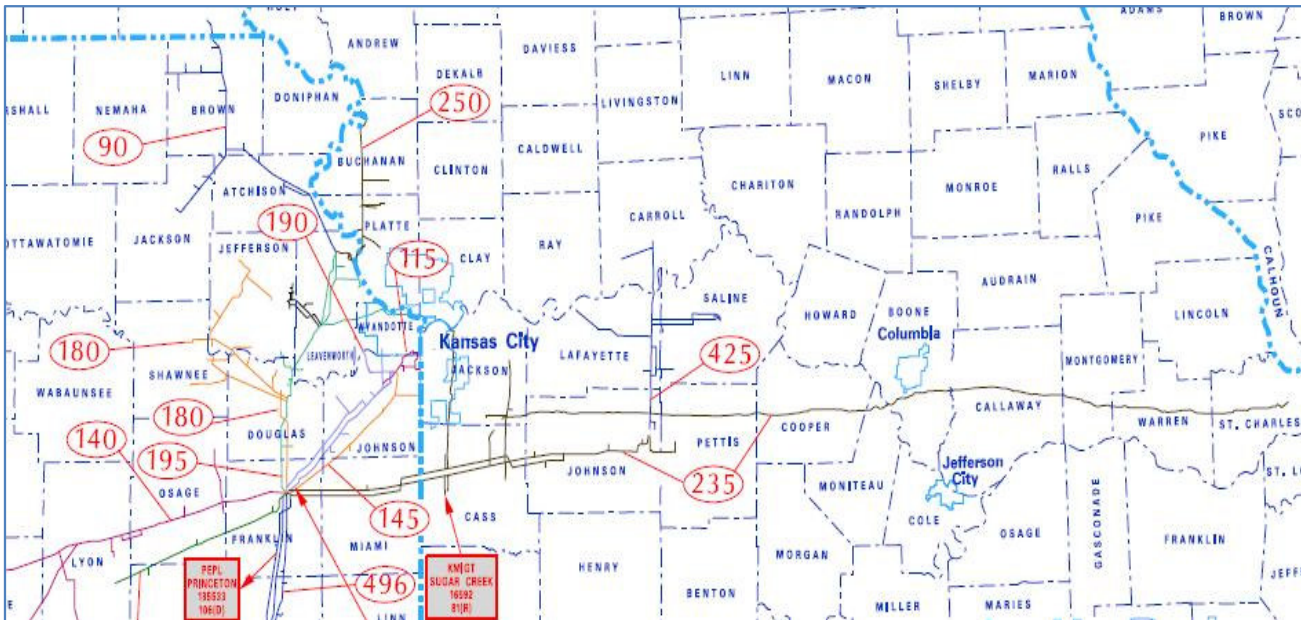 HOLT
ANDREW
DAVIESS
LINN
MACON
SHELBY
MARION
ADAMS
BROWN
DEKALB
LIVINGSTON
NEMAHA
BROWN
DONIPHAN
250
90
PIKE
BUCHANAN
CLINTON
CALDWELL
CHARITON
MONROE
RALLS
ATCHISON
PLATTE
CARROLL
RANDOLPH
PIKE
JACKSON
JEFFERSON
190
115
CLAY
RAY
AUDRAIN
CALHOUN
SALINE
HOWARD
BOONE
LINCOLN
WYANDOTTE
Columbia
Kansas City
180
LEAVENWORTH
LAFAYETTE
425
MONTGOMERY
SHAWNEE
JACKSON
WABAUNSEE
180
CALLAWAY
DOUGLAS
JOHNSON
PETTIS
COOPER
WARREN
ST. CHARLES
140
195
JOHNSON
235
Jefferson
City
MONITEAU
OSAGE
145
CASS
COLE
OSAGE
GASCONADE
FRANKLIN
LYON
FRANKLIN
MIAMI
HENRY
MORGAN
PEPL
PRINCETON
106(D)
496
KMIGT
SUGAR CREEK
16592
81(R)
BENTON
MILLER
MARIES
LINN